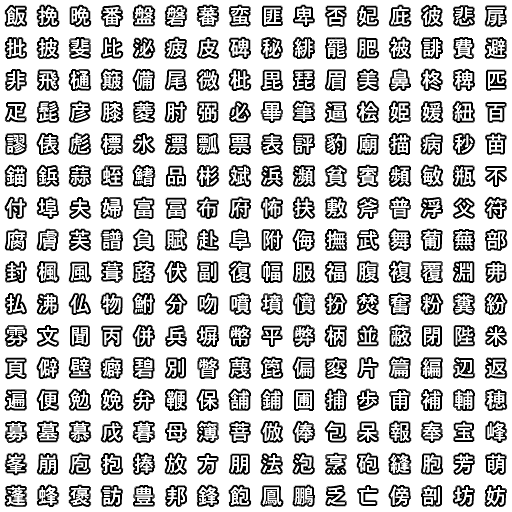 飯挽晩番盤磐蕃蛮匪卑否妃庇彼悲扉
批披斐比泌疲皮碑秘緋罷肥被誹費避
非飛樋簸備尾微枇毘琵眉美鼻柊稗匹
疋髭彦膝菱肘弼必畢筆逼桧姫媛紐百
謬俵彪標氷漂瓢票表評豹廟描病秒苗
錨鋲蒜蛭鰭品彬斌浜瀕貧賓頻敏瓶不
付埠夫婦富冨布府怖扶敷斧普浮父符
腐膚芙譜負賦赴阜附侮撫武舞葡蕪部
封楓風葺蕗伏副復幅服福腹複覆淵弗
払沸仏物鮒分吻噴墳憤扮焚奮粉糞紛
雰文聞丙併兵塀幣平弊柄並蔽閉陛米
頁僻壁癖碧別瞥蔑箆偏変片篇編辺返
遍便勉娩弁鞭保舗鋪圃捕歩甫補輔穂
募墓慕戊暮母簿菩倣俸包呆報奉宝峰
峯崩庖抱捧放方朋法泡烹砲縫胞芳萌
蓬蜂褒訪豊邦鋒飽鳳鵬乏亡傍剖坊妨